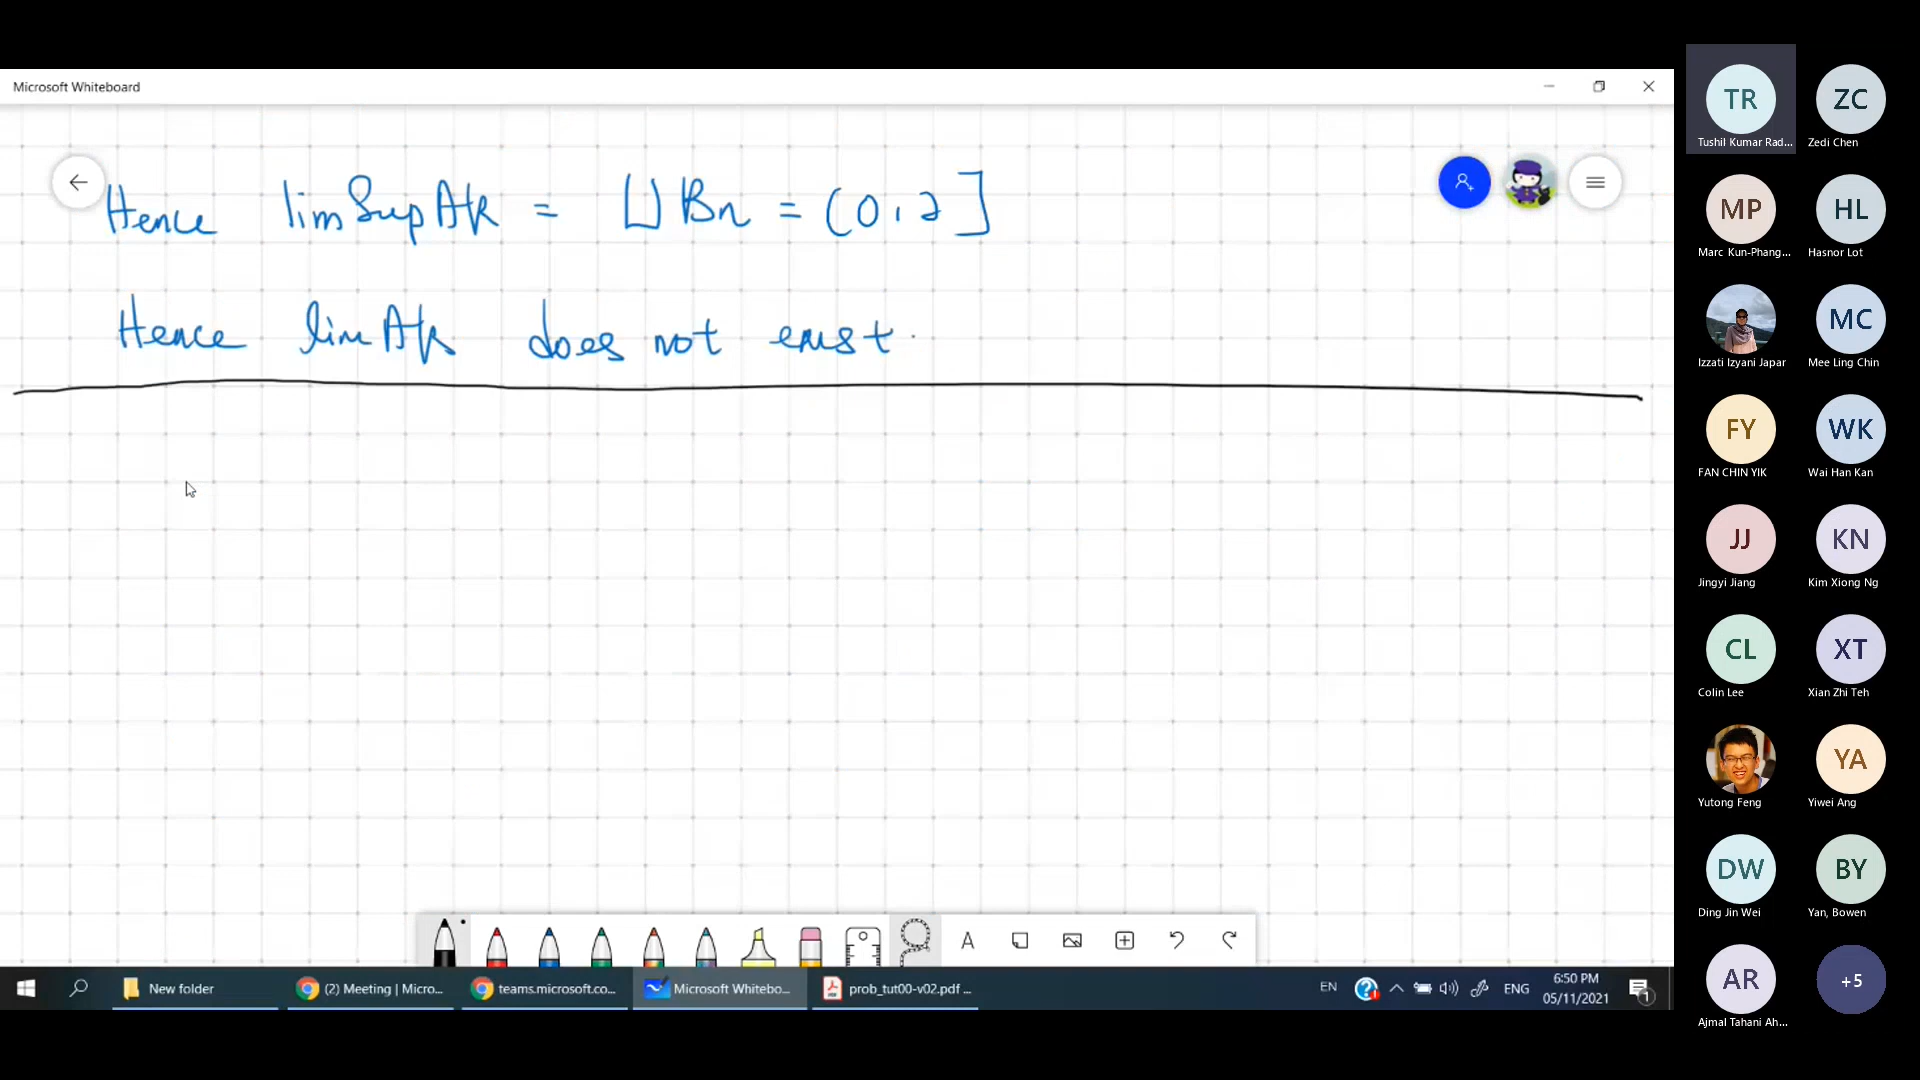 Microsoft Whiteboard
Hence lim Sup Ak = ⋃ Bn = (0, 2]
Hence lim Ak does not exist.
TR
Tushil Kumar Rad...
ZC
Zedi Chen
MP
Marc Kun-Phang...
HL
Hasnor Lot
Izzati Izyani Japar
MC
Mee Ling Chin
FY
FAN CHIN YIK
WK
Wai Han Kan
JJ
Jingyi Jiang
KN
Kim Xiong Ng
CL
Colin Lee
XT
Xian Zhi Teh
Yutong Feng
YA
Yiwei Ang
DW
Ding Jin Wei
BY
Yan, Bowen
AR
Ajmal Tahani Ah...
+5
A
New folder
(2) Meeting | Micro...
teams.microsoft.co...
Microsoft Whitebo...
prob_tut00-v02.pdf ...
EN
ENG
6:50 PM
05/11/2021
1